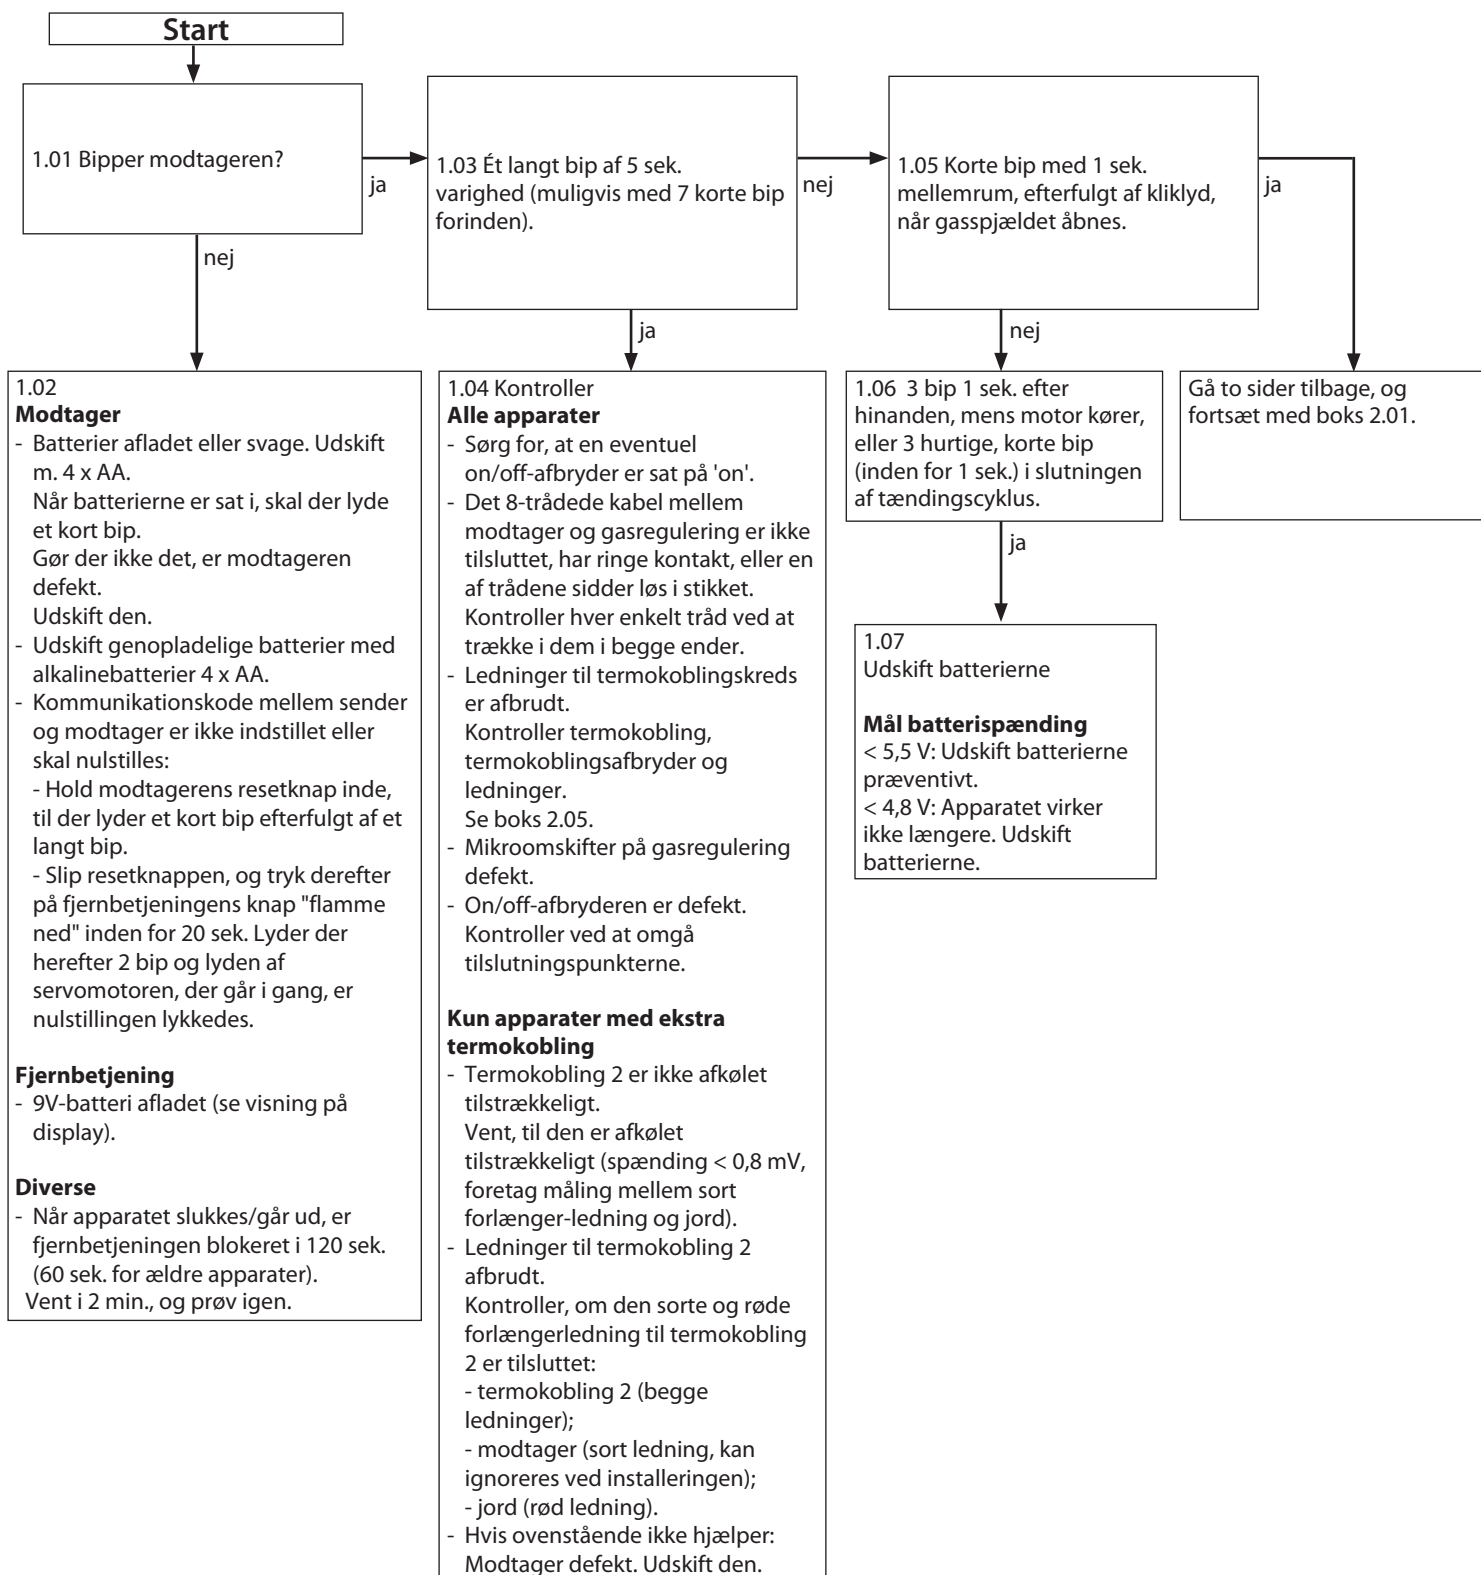 Start
1.01 Bipper modtageren?
ja
nej
1.03 Ét langt bip af 5 sek.
varighed (muligvis med 7 korte bip
forinden).
nej
ja
1.05 Korte bip med 1 sek.
mellemrum, efterfulgt af kliklyd,
når gasspjældet åbnes.
ja
nej
1.02
Modtager
- Batterier afladet eller svage. Udskift
m. 4 x AA.
Når batterierne er sat i, skal der lyde
et kort bip.
Gør der ikke det, er modtageren
defekt.
Udskift den.
- Udskift genopladelige batterier med
alkalinebatterier 4 x AA.
- Kommunikationskode mellem sender
og modtager er ikke indstillet eller
skal nulstilles:
- Hold modtagerens resetknap inde,
til der lyder et kort bip efterfulgt af et
langt bip.
- Slip resetknappen, og tryk derefter
på fjernbetjeningens knap "flamme
ned" inden for 20 sek. Lyder der
herefter 2 bip og lyden af
servomotoren, der går i gang, er
nulstillingen lykkedes.
Fjernbetjening
- 9V-batteri afladet (se visning på
display).
Diverse
- Når apparatet slukkes/går ud, er
fjernbetjeningen blokeret i 120 sek.
(60 sek. for ældre apparater).
Vent i 2 min., og prøv igen.
1.04 Kontroller
Alle apparater
- Sørg for, at en eventuel
on/off-afbryder er sat på 'on'.
- Det 8-trådede kabel mellem
modtager og gasregulering er ikke
tilsluttet, har ringe kontakt, eller en
af trådene sidder løs i stikket.
Kontroller hver enkelt tråd ved at
trække i dem i begge ender.
- Ledninger til termokoblingskreds
er afbrudt.
Kontroller termokobling,
termokoblingsafbryder og
ledninger.
Se boks 2.05.
- Mikroomskifter på gasregulering
defekt.
- On/off-afbryderen er defekt.
Kontroller ved at omgå
tilslutningspunkterne.
Kun apparater med ekstra
termokobling
- Termokobling 2 er ikke afkølet
tilstrækkeligt.
Vent, til den er afkølet
tilstrækkeligt (spænding < 0,8 mV,
foretag måling mellem sort
forlænger-ledning og jord).
- Ledninger til termokobling 2
afbrudt.
Kontroller, om den sorte og røde
forlængerledning til termokobling
2 er tilsluttet:
- termokobling 2 (begge
ledninger);
- modtager (sort ledning, kan
ignoreres ved installeringen);
- jord (rød ledning).
- Hvis ovenstående ikke hjælper:
Modtager defekt. Udskift den.
1.06 3 bip 1 sek. efter
hinanden, mens motor kører,
eller 3 hurtige, korte bip
(inden for 1 sek.) i slutningen
af tændingscyklus.
ja
1.07
Udskift batterierne
Mål batterispænding
< 5,5 V: Udskift batterierne
præventivt.
< 4,8 V: Apparatet virker
ikke længere. Udskift
batterierne.
Gå to sider tilbage, og
fortsæt med boks 2.01.